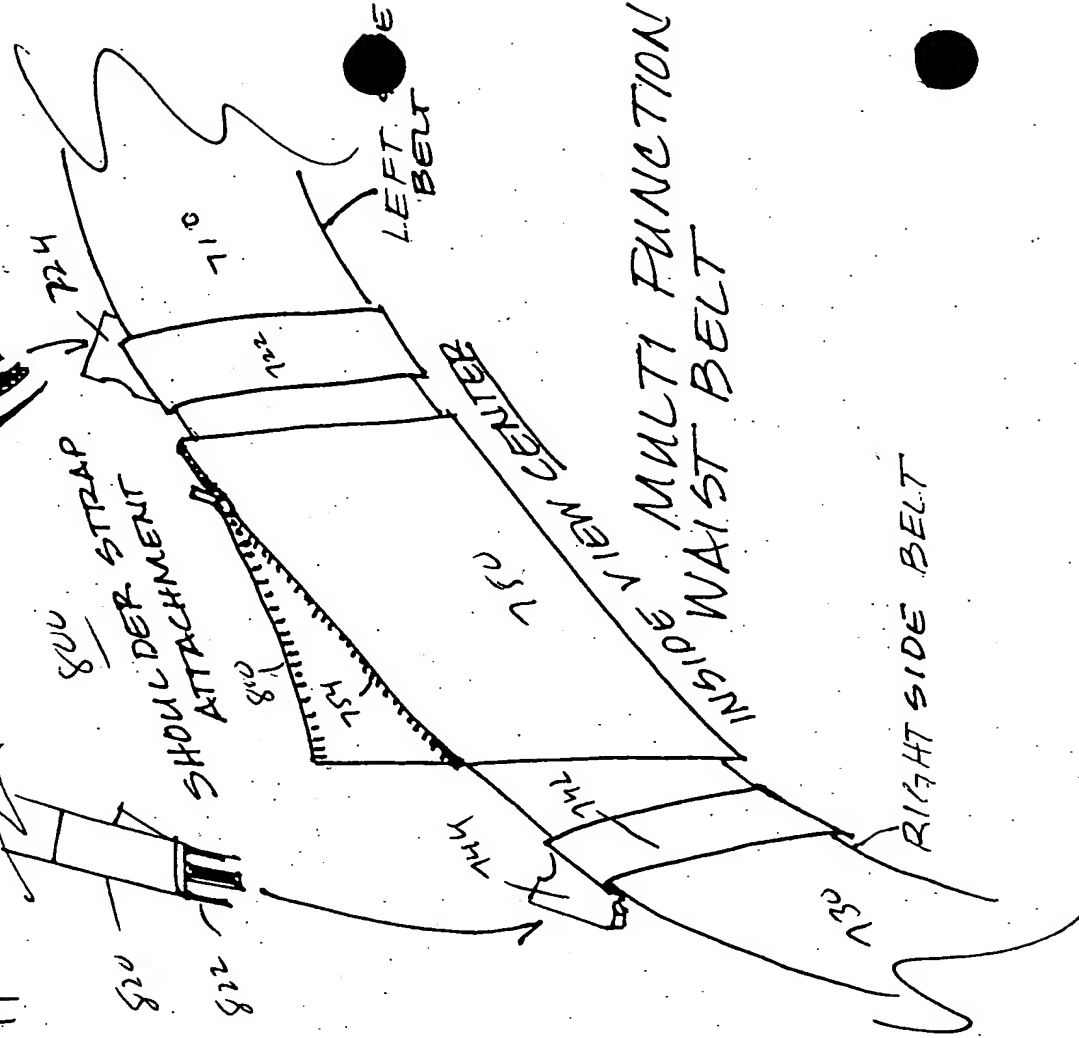 800
SHOULDER STRAP
ATTACHMENT
820
822
810
754
724
710
722
750
744
742
730
LEFT
BELT
INSIDE VIEW CENTER
MULTI FUNCTION
WAIST BELT
RIGHT SIDE BELT